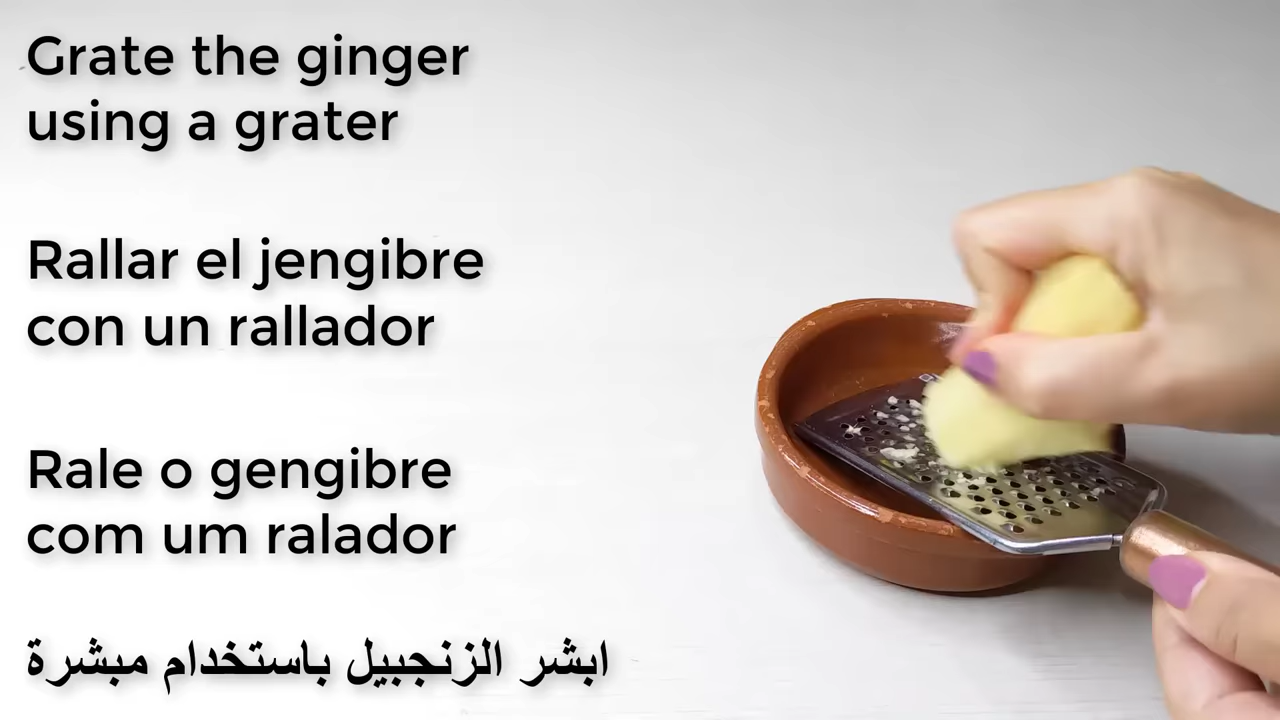 Grate the ginger
using a grater
Rallar el jengibre
con un rallador
Rale o gengibre
com um ralador
ابشر الزنجبيل باستخدام مبشرة